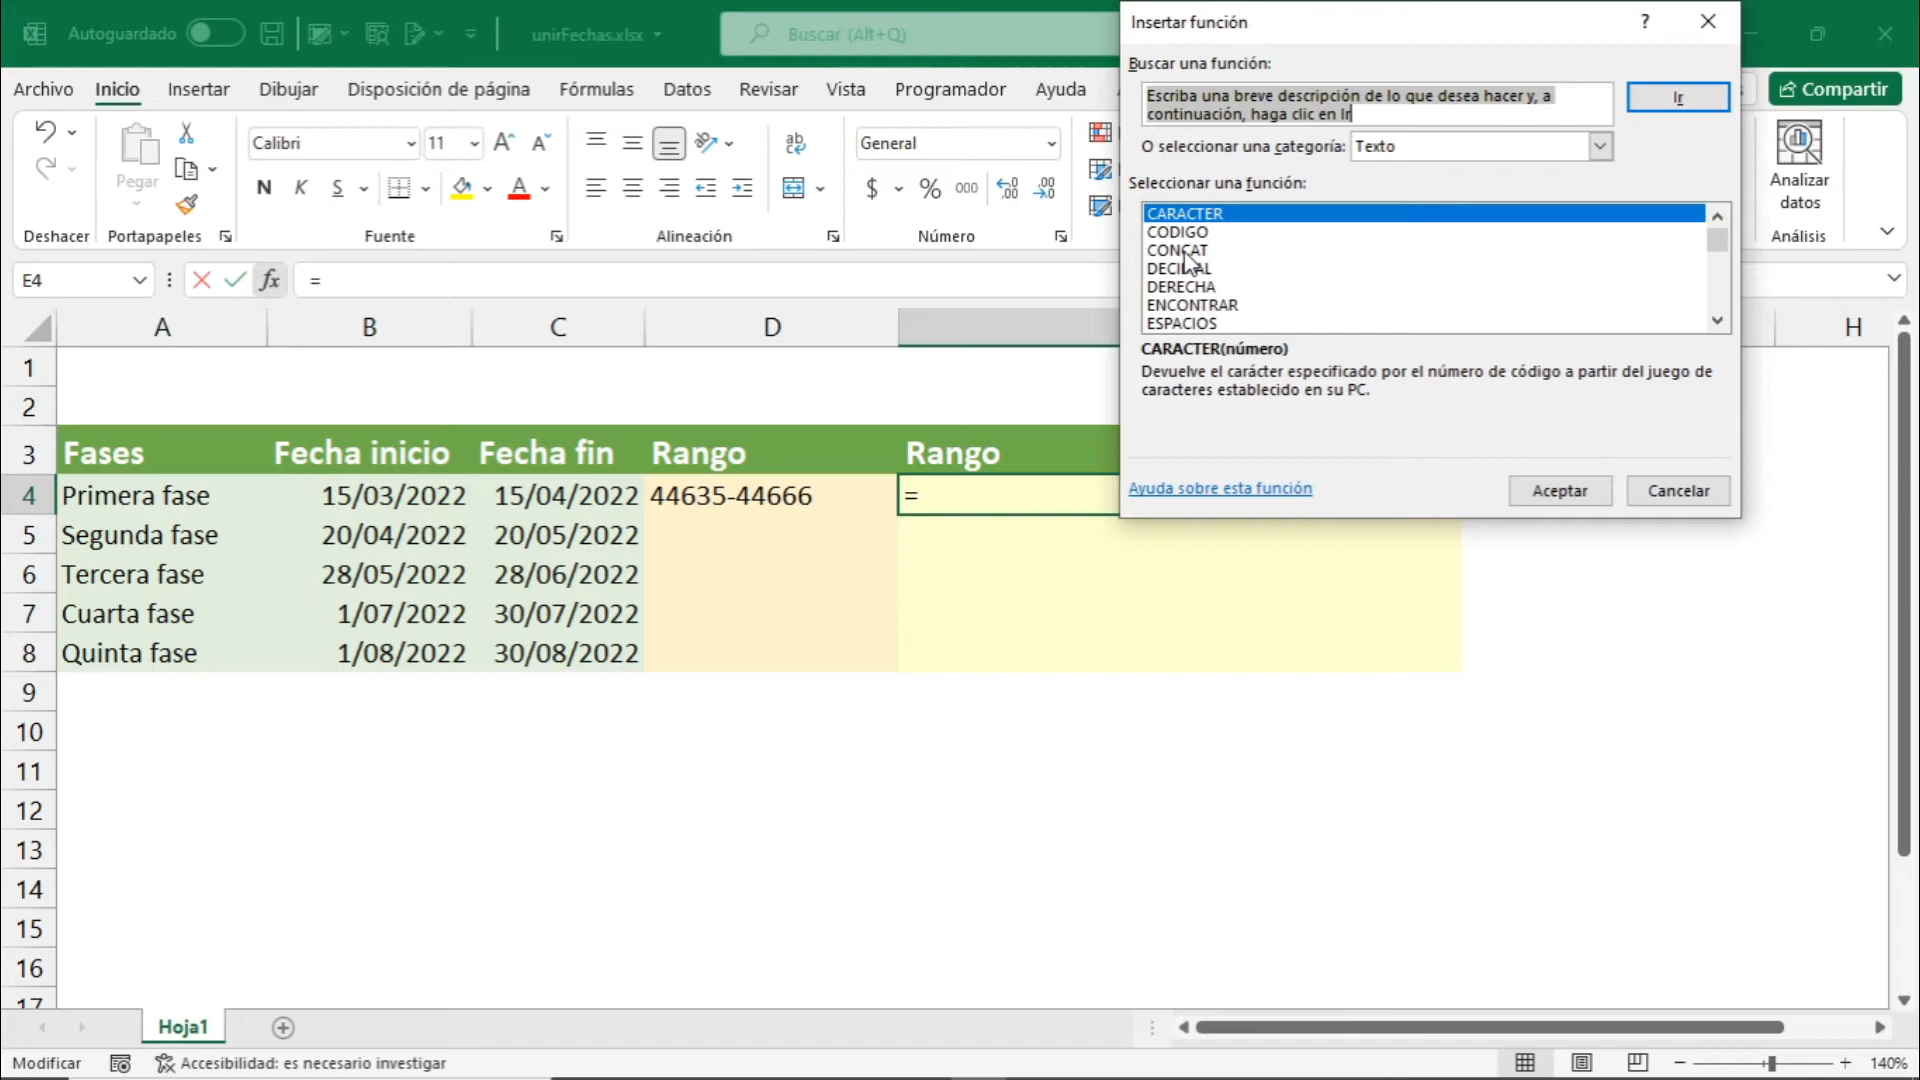 Autoguardado
unirFechas.xlsx
Buscar (Alt+Q)
Insertar función
?
Archivo Inicio Insertar Dibujar Disposición de página Fórmulas Datos Revisar Vista Programador Ayuda
Compartir
Buscar una función:
Escriba una breve descripción de lo que desea hacer y, a
continuación, haga clic en Ir
Ir
O seleccionar una categoría: Texto
Seleccionar una función:
CARACTER
CODIGO
CONCAT
DECIMAL
DERECHA
ENCONTRAR
ESPACIOS
CARACTER(número)
Devuelve el carácter especificado por el número de código a partir del juego de
caracteres establecido en su PC.
Ayuda sobre esta función
Aceptar Cancelar
Pegar
Calibri 11
N K S
General
$ % 000
Analizar
datos
Deshacer Portapapeles Fuente Alineación Número Análisis
E4 fx =
A B C D H
1
2
3 Fases Fecha inicio Fecha fin Rango Rango
4 Primera fase 15/03/2022 15/04/2022 44635-44666 =
5 Segunda fase 20/04/2022 20/05/2022
6 Tercera fase 28/05/2022 28/06/2022
7 Cuarta fase 1/07/2022 30/07/2022
8 Quinta fase 1/08/2022 30/08/2022
9
10
11
12
13
14
15
16
17
Hoja1
Modificar Accesibilidad: es necesario investigar 140%